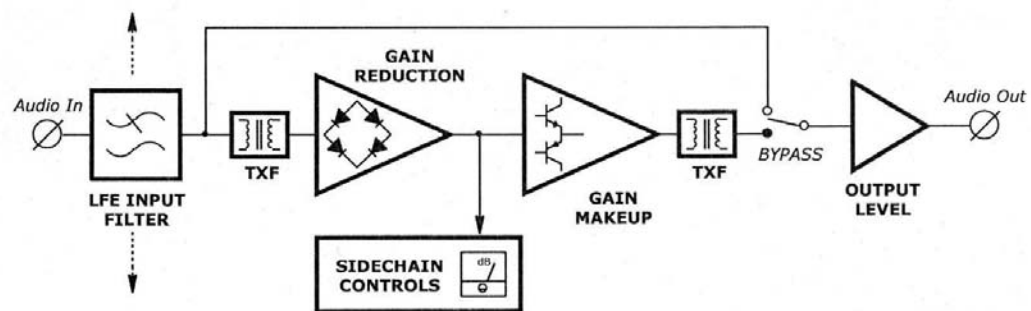 GAIN
REDUCTION
Audio In
Audio Out
TXF
BYPASS
TXF
LFE INPUT
FILTER
GAIN
MAKEUP
OUTPUT
LEVEL
SIDECHAIN
CONTROLS
dB